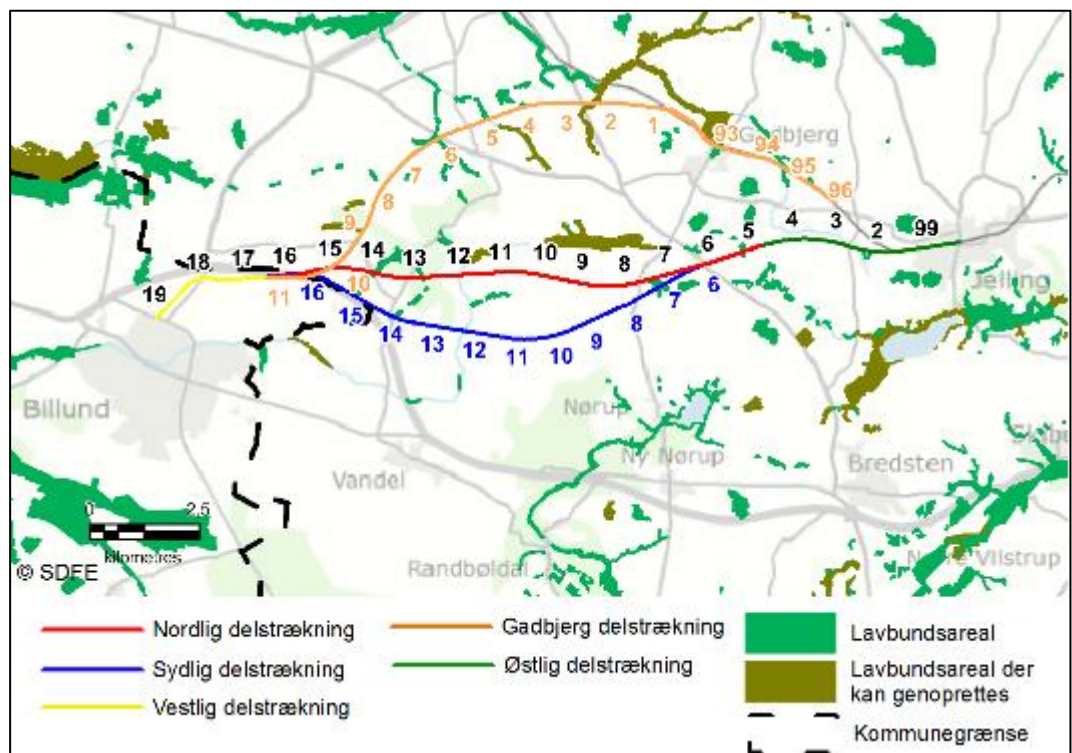 4 3 2 1
5
6
7
8
9
10
11
93 Gadbjerg
94
95
96
19 18 17 16 15 14 13 12 11 10 9 8 7 6 5 4 3 2 99
16 15 14 13 12 11 10 9 8 7 6
Jelling
Billund
Nørup
Ny Nørup
Vandel
Bredsten
Randbøldal
0 2,5
kilometres
© SDFE
Nordlig delstrækning
Sydlig delstrækning
Vestlig delstrækning
Gadbjerg delstrækning
Østlig delstrækning
Lavbundsareal
Lavbundsareal der
kan genoprettes
Kommunegrænse